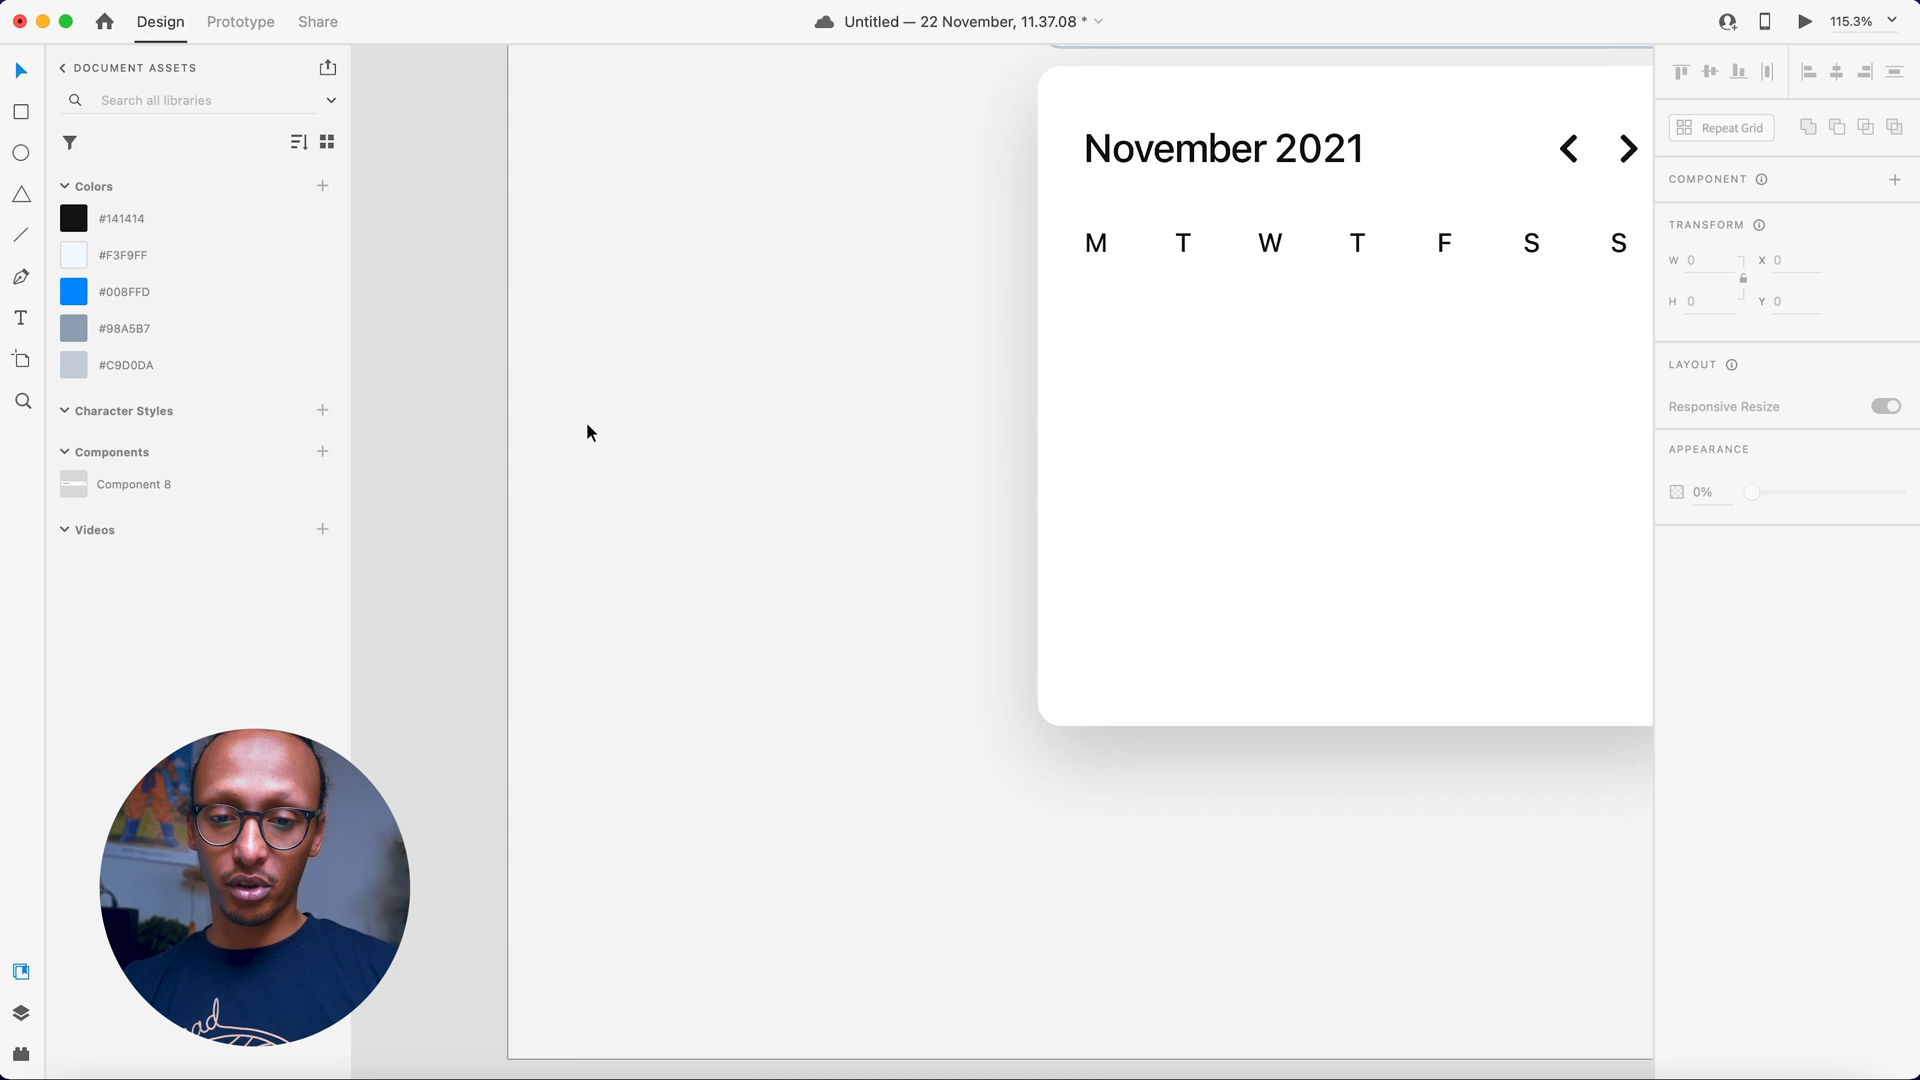 Design Prototype Share
Untitled — 22 November, 11.37.08 *
115.3%
DOCUMENT ASSETS
Search all libraries
Colors
#141414
#F3F9FF
#008FFD
#98A5B7
#C9D0DA
Character Styles
Components
Component 8
Videos
November 2021
M T W T F S S
Repeat Grid
COMPONENT
TRANSFORM
W 0 X 0
H 0 Y 0
LAYOUT
Responsive Resize
APPEARANCE
0%
ad